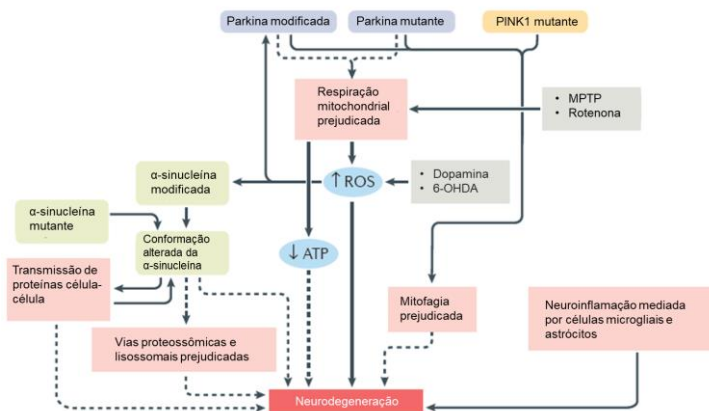 Parkina modificada
Parkina mutante
PINK1 mutante
Respiração
mitochondrial
prejudicada
• MPTP
• Rotenona
α-sinucleína
modificada
↑ ROS
• Dopamina
• 6-OHDA
α-sinucleína
mutante
Conformação
alterada da
α-sinucleína
↓ ATP
Transmissão de
proteínas célula-
célula
Mitofagia
prejudicada
Neuroinflamação mediada
por células microgliais e
astrócitos
Vias proteossômicas e
lisossomais prejudicadas
Neurodegeneração